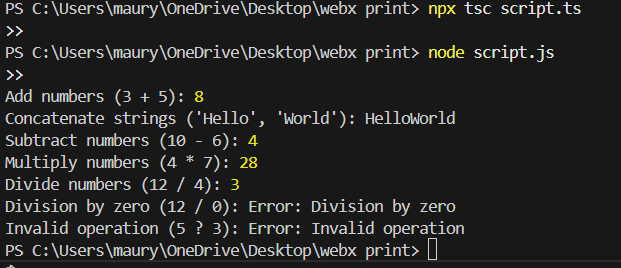 PS C:\Users\maury\OneDrive\Desktop\webx print> npx tsc script.ts
>>
PS C:\Users\maury\OneDrive\Desktop\webx print> node script.js
>>
Add numbers (3 + 5): 8
Concatenate strings ('Hello', 'World'): HelloWorld
Subtract numbers (10 - 6): 4
Multiply numbers (4 * 7): 28
Divide numbers (12 / 4): 3
Division by zero (12 / 0): Error: Division by zero
Invalid operation (5 ? 3): Error: Invalid operation
PS C:\Users\maury\OneDrive\Desktop\webx print>